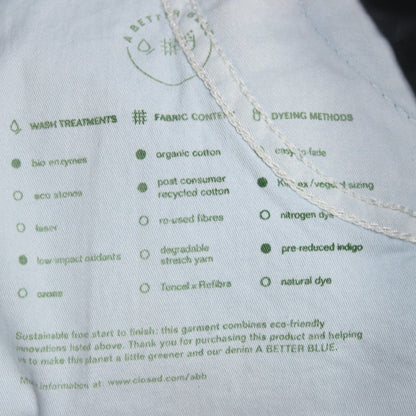 A BETTER BL
WASH TREATMENTS
bio enzymes
eco stones
laser
low impact oxidants
ozone
FABRIC CONTE
organic cotton
post consumer
recycled cotton
re-used fibres
degradable
stretch yarn
Tencel x Refibra
DYEING METHODS
easy to fade
sizing
nitrogen dye
pre-reduced indigo
natural dye
Sustainable from start to finish: this garment combines eco-friendly
innovations listed above. Thank you for purchasing this product and helping
us to make this planet a little greener and our denim A BETTER BLUE.
More information at: www.closed.com/abb